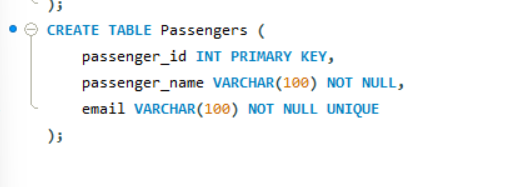 );
CREATE TABLE Passengers (
    passenger_id INT PRIMARY KEY,
    passenger_name VARCHAR(100) NOT NULL,
    email VARCHAR(100) NOT NULL UNIQUE
);